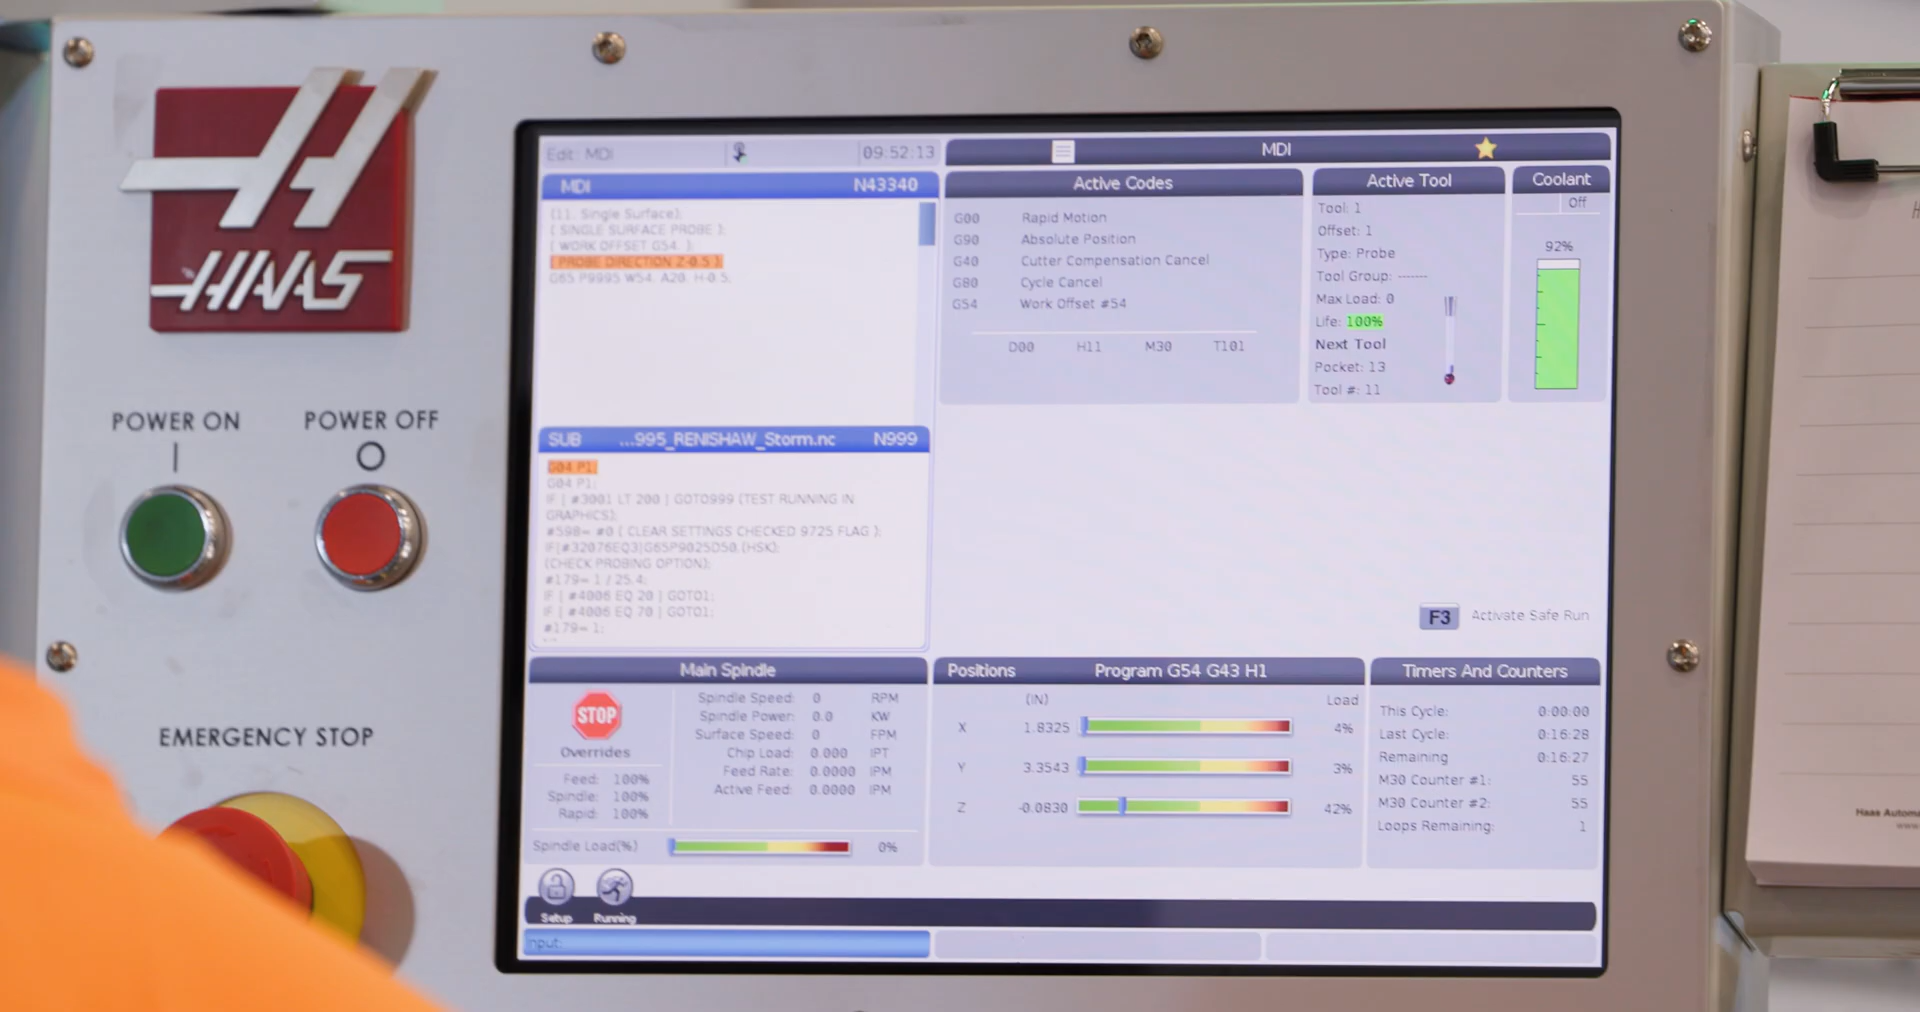 HAAS
POWER ON
POWER OFF
EMERGENCY STOP
Edit: MDI
09:52:13
MDI
N43340
(11. Single Surface);
( SINGLE SURFACE PROBE );
( WORK OFFSET G54. );
( PROBE DIRECTION Z-0.5 );
G65 P9995 W54. A20. H-0.5;
SUB ...995_RENISHAW_Storm.nc N999
G04 P1;
G04 P1;
IF [ #3001 LT 200 ] GOTO999 (TEST RUNNING IN
GRAPHICS);
#598= #0 ( CLEAR SETTINGS CHECKED 9725 FLAG );
IF[#32076EQ3]G65P9025D50.(HSK);
(CHECK PROBING OPTION);
#179= 1 / 25.4;
IF [ #4006 EQ 20 ] GOTO1;
IF [ #4006 EQ 70 ] GOTO1;
#179= 1;
MDI
Active Codes
G00 Rapid Motion
G90 Absolute Position
G40 Cutter Compensation Cancel
G80 Cycle Cancel
G54 Work Offset #54
D00 H11 M30 T101
Active Tool
Tool: 1
Offset: 1
Type: Probe
Tool Group: -------
Max Load: 0
Life: 100%
Next Tool
Pocket: 13
Tool #: 11
Coolant
Off
92%
F3 Activate Safe Run
Main Spindle
STOP
Overrides
Feed: 100%
Spindle: 100%
Rapid: 100%
Spindle Speed: 0 RPM
Spindle Power: 0.0 KW
Surface Speed: 0 FPM
Chip Load: 0.000 IPT
Feed Rate: 0.0000 IPM
Active Feed: 0.0000 IPM
Spindle Load(%) 0%
Positions Program G54 G43 H1
(IN) Load
X 1.8325 4%
Y 3.3543 3%
Z -0.0830 42%
Timers And Counters
This Cycle: 0:00:00
Last Cycle: 0:16:28
Remaining 0:16:27
M30 Counter #1: 55
M30 Counter #2: 55
Loops Remaining: 1
Setup Running
Input:
Haas Automa
www.